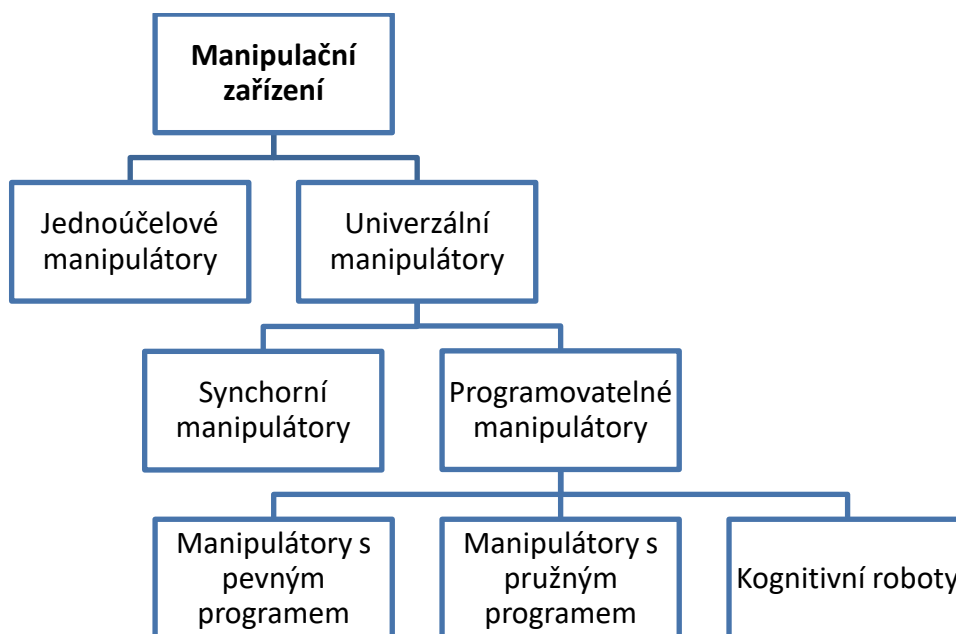 Manipulační
zařízení
Jednoúčelové
manipulátory
Univerzální
manipulátory
Synchorní
manipulátory
Programovatelné
manipulátory
Manipulátory s
pevným
programem
Manipulátory s
pružným
programem
Kognitivní roboty